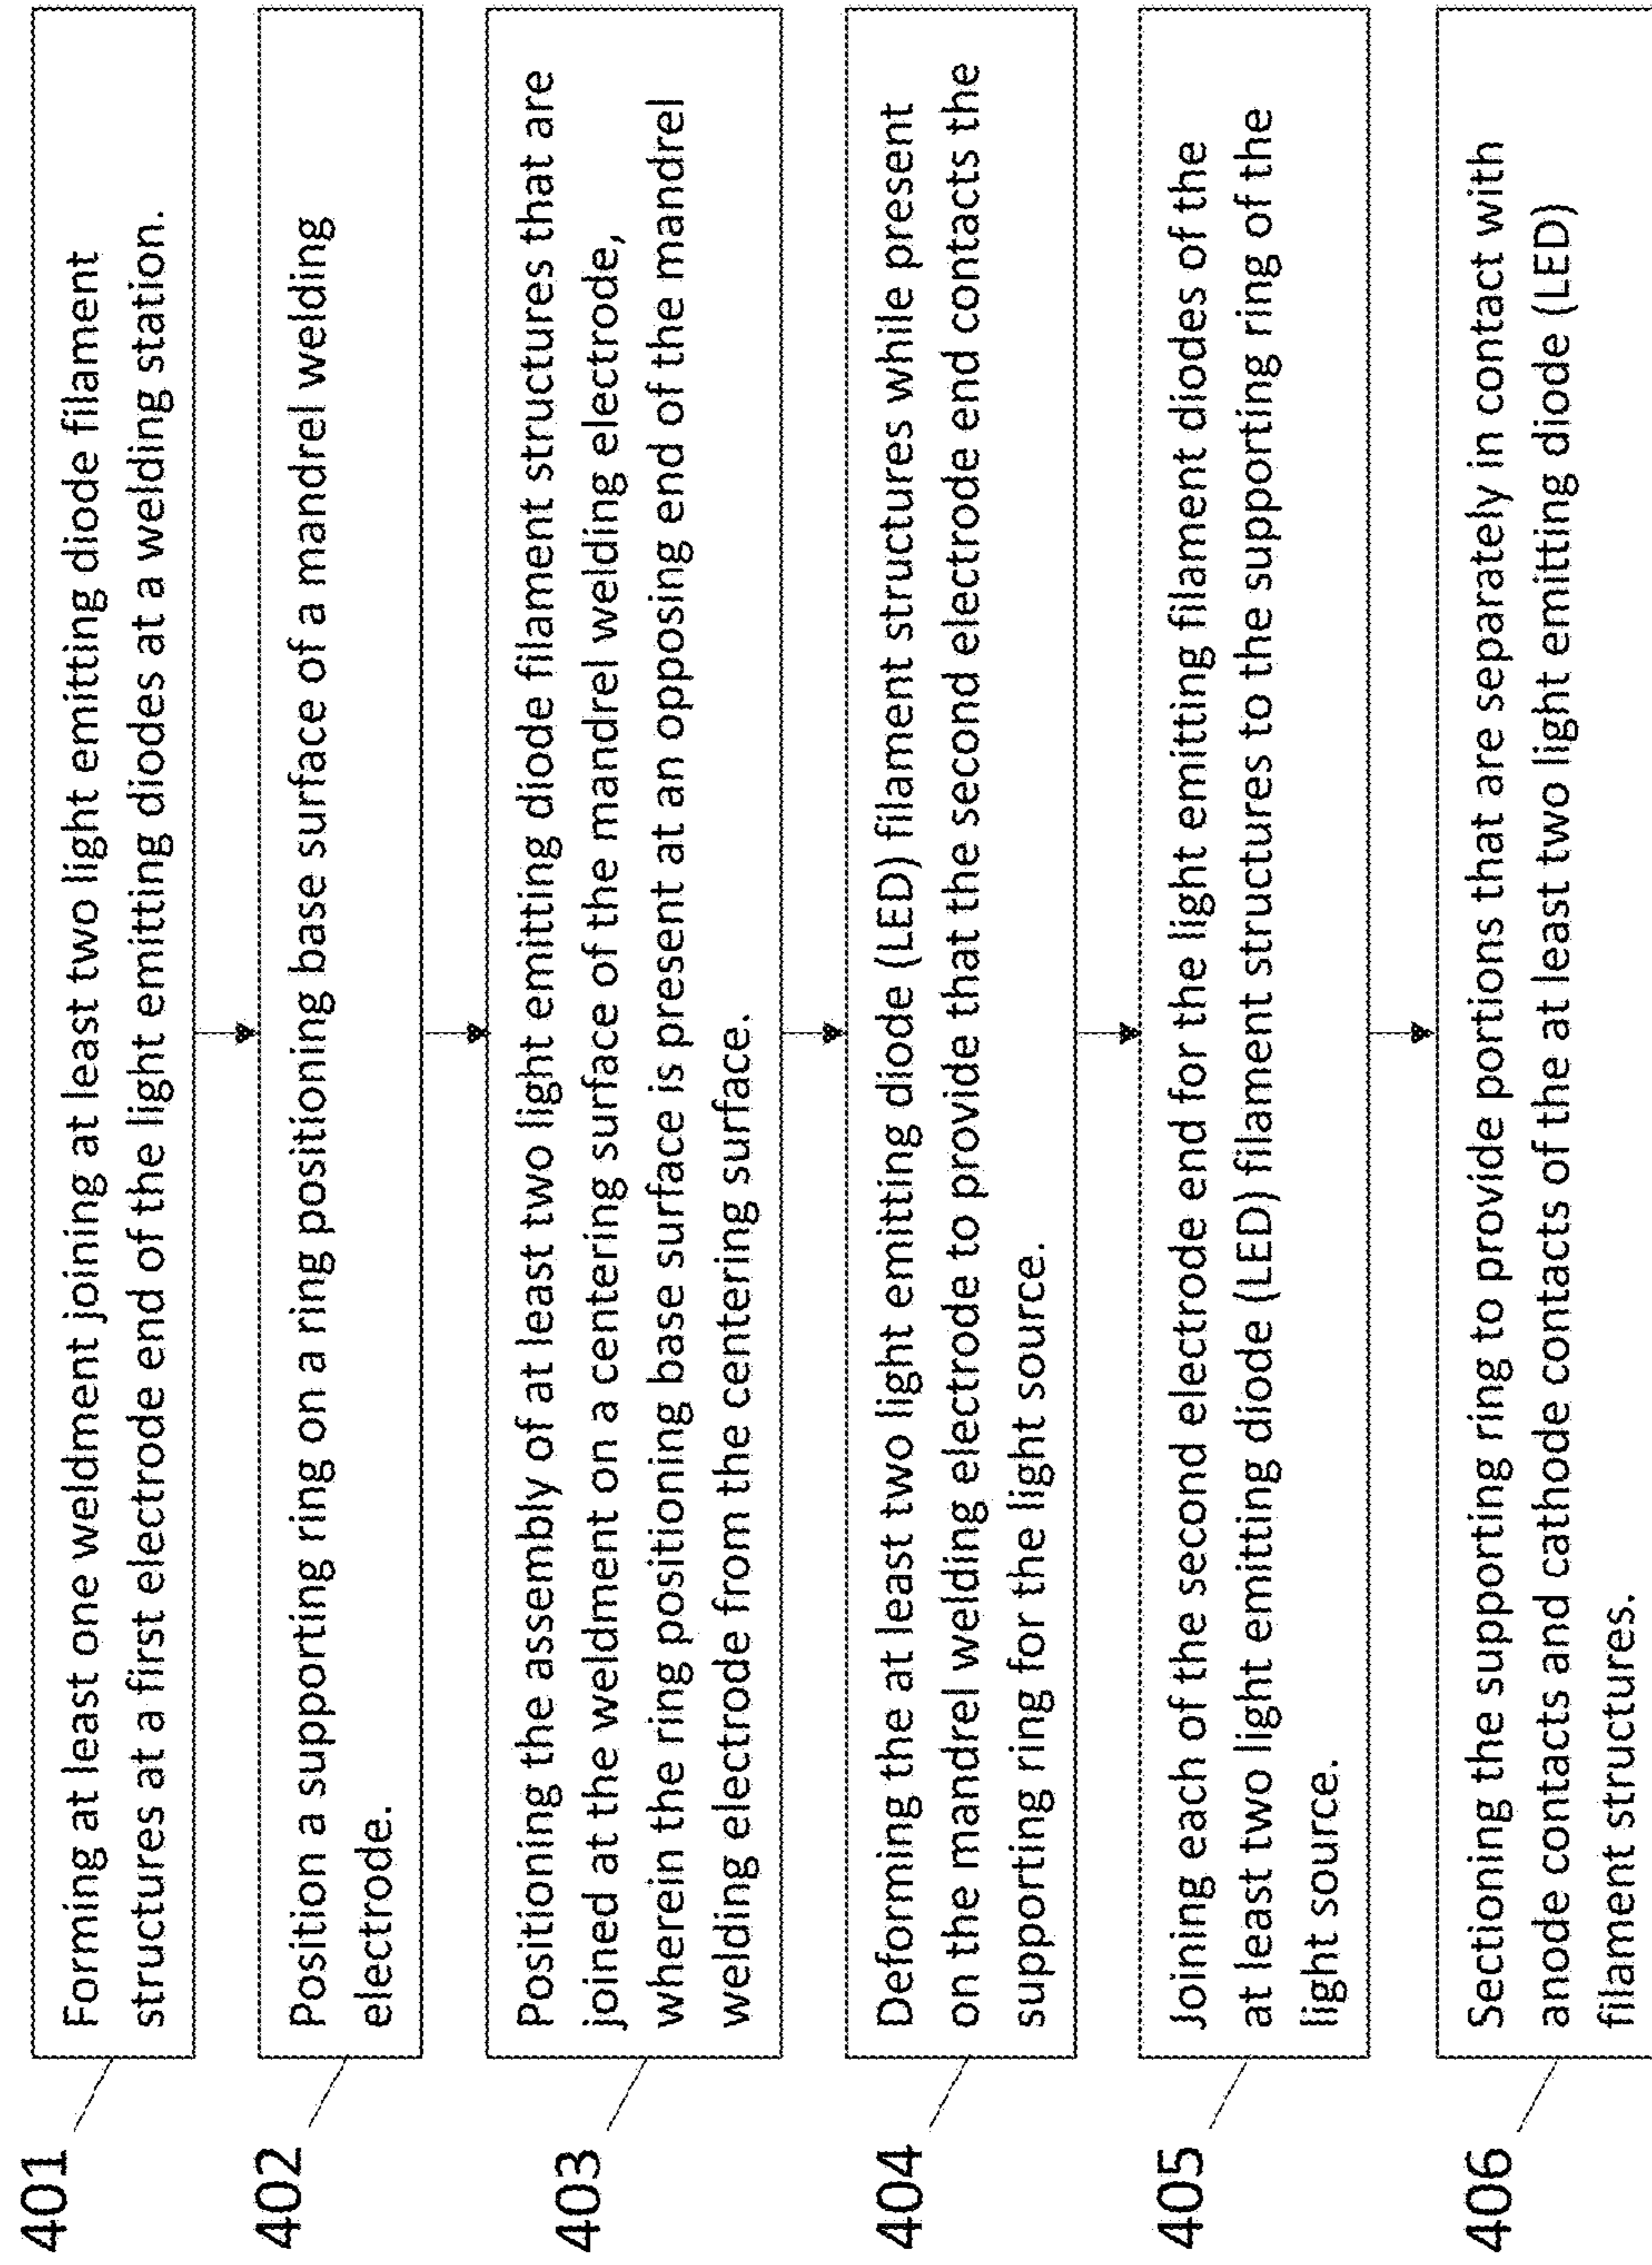 401
Forming at least one weldment joining at least two light emitting diode filament
structures at a first electrode end of the light emitting diodes at a welding station.
402
Position a supporting ring on a ring positioning base surface of a mandrel welding
electrode.
403
Positioning the assembly of at least two light emitting diode filament structures that are
joined at the weldment on a centering surface of the mandrel welding electrode,
wherein the ring positioning base surface is present at an opposing end of the mandrel
welding electrode from the centering surface.
404
Deforming the at least two light emitting diode (LED) filament structures while present
on the mandrel welding electrode to provide that the second electrode end contacts the
supporting ring for the light source.
405
Joining each of the second electrode end for the light emitting filament diodes of the
at least two light emitting diode (LED) filament structures to the supporting ring of the
light source.
406
Sectioning the supporting ring to provide portions that are separately in contact with
anode contacts and cathode contacts of the at least two light emitting diode (LED)
filament structures.